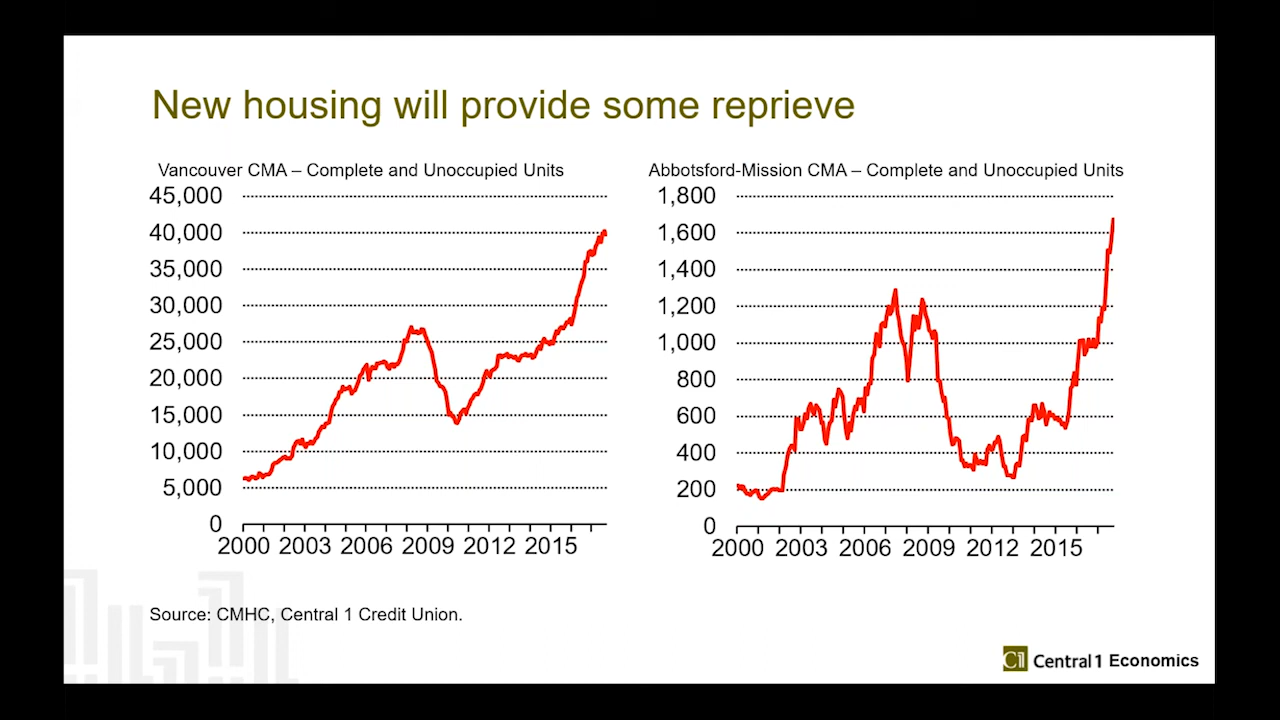 New housing will provide some reprieve
Vancouver CMA – Complete and Unoccupied Units
45,000
40,000
35,000
30,000
25,000
20,000
15,000
10,000
5,000
0
2000 2003 2006 2009 2012 2015
Abbotsford-Mission CMA – Complete and Unoccupied Units
1,800
1,600
1,400
1,200
1,000
800
600
400
200
0
2000 2003 2006 2009 2012 2015
Source: CMHC, Central 1 Credit Union.
C1 Central 1 Economics